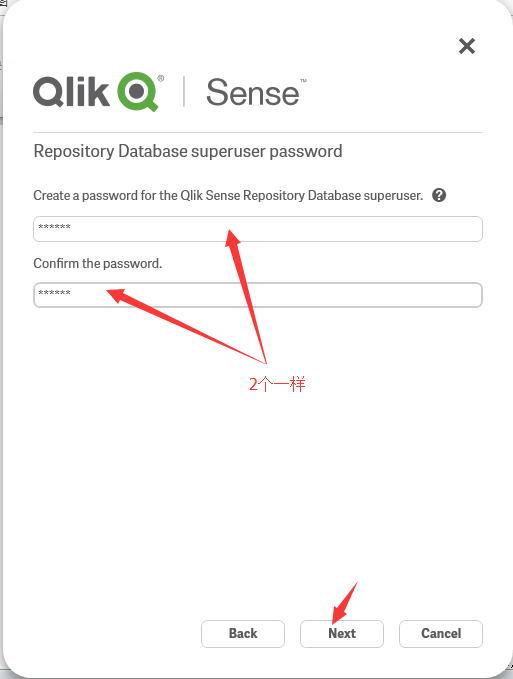 Qlik Q® Sense™
Repository Database superuser password
Create a password for the Qlik Sense Repository Database superuser. ?
******
Confirm the password.
******
2个一样
Back Next Cancel